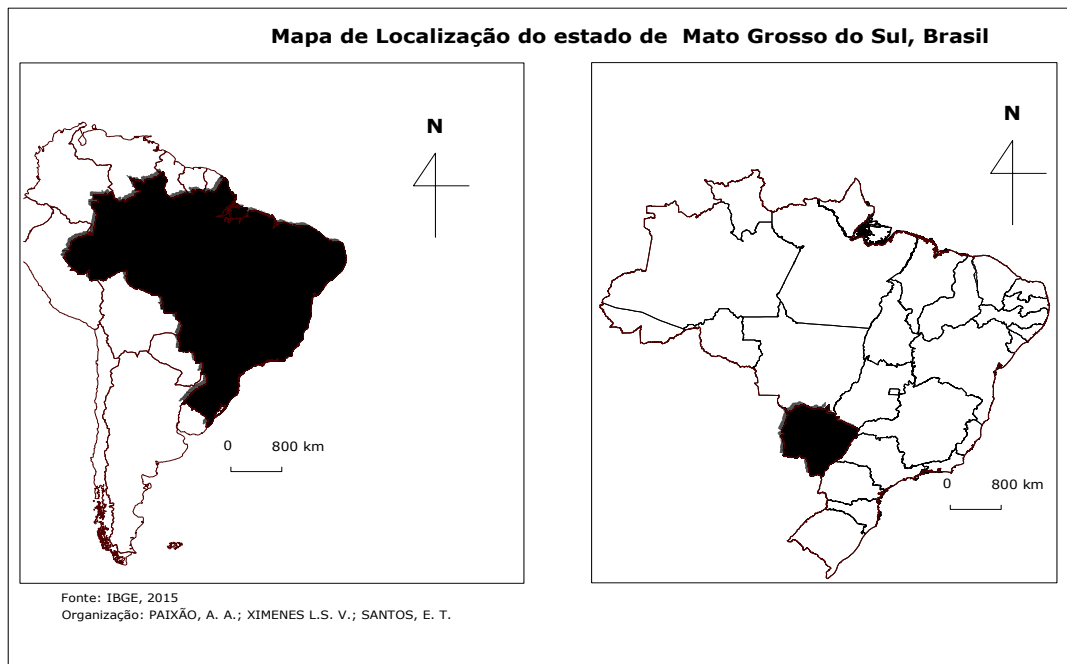 Mapa de Localização do estado de Mato Grosso do Sul, Brasil
N
0 800 km
N
0 800 km
Fonte: IBGE, 2015
Organização: PAIXÃO, A. A.; XIMENES L.S. V.; SANTOS, E. T.